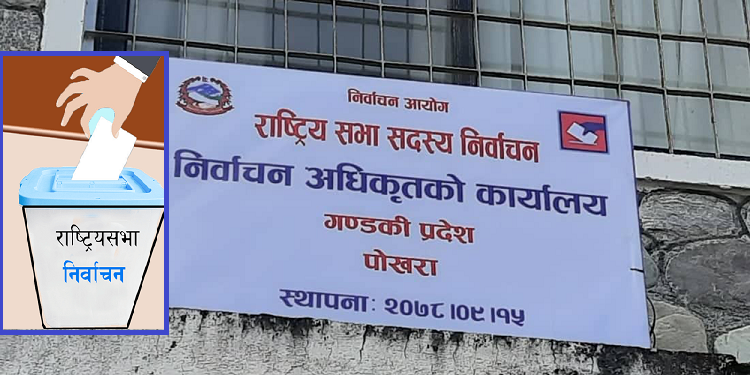 निर्वाचन आयोग
राष्ट्रिय सभा सदस्य निर्वाचन
निर्वाचन अधिकृतको कार्यालय
गण्डकी प्रदेश
पोखरा
स्थापना: २०७८।०९।१५
राष्ट्रियसभा
निर्वाचन